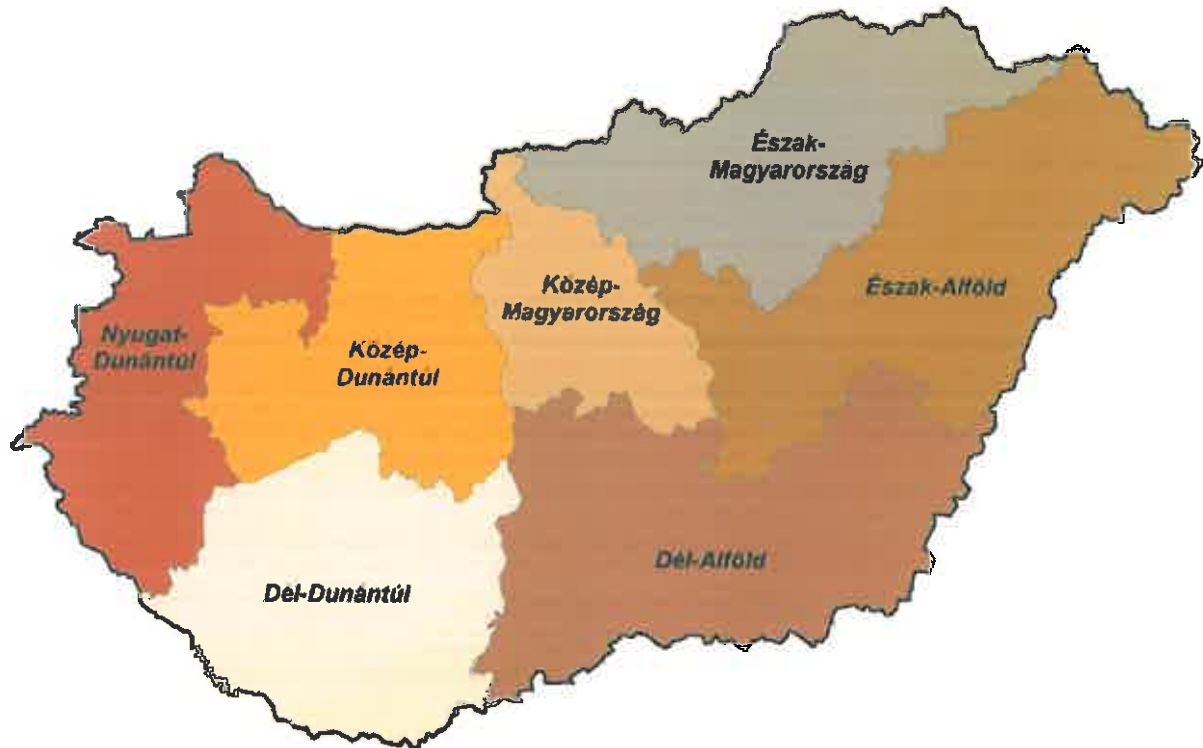 Észak-
Magyarország
Közép-
Magyarország
Észak-Alföld
Nyugat-
Dunántúl
Közép-
Dunántúl
Dél-Alföld
Dél-Dunántúl